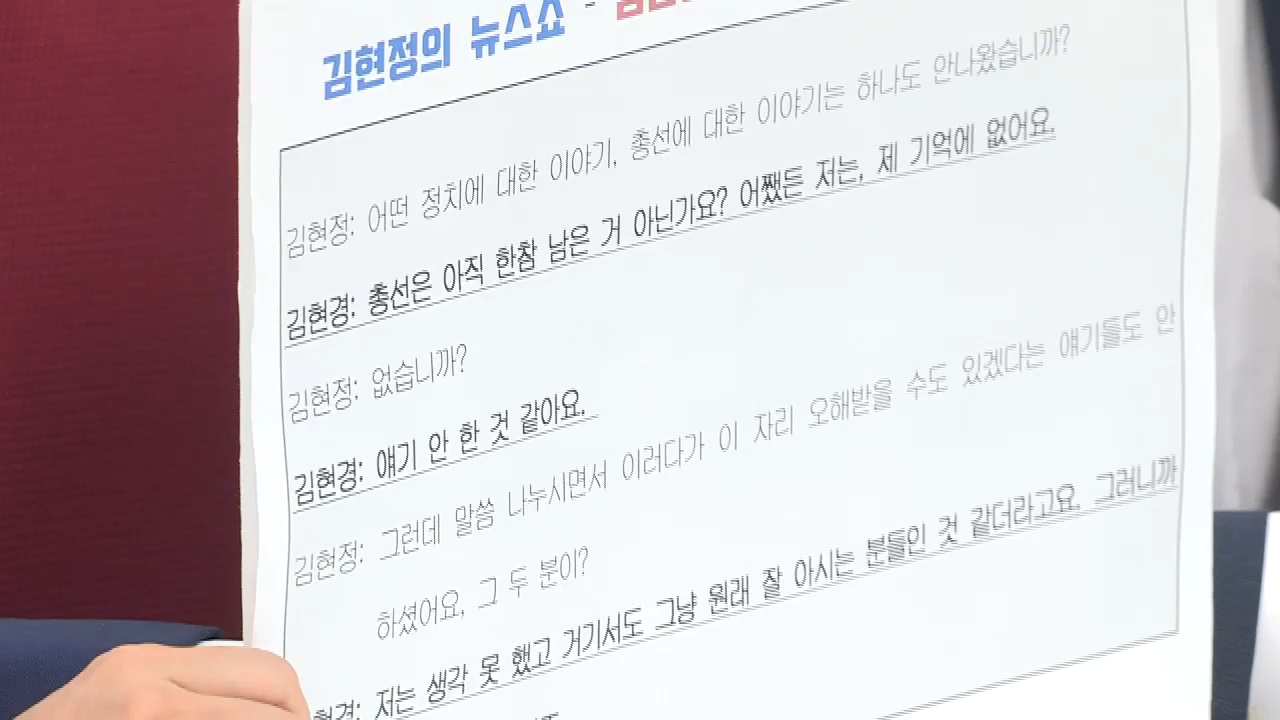 김현정의 뉴스쇼 -
김현정: 어떤 정치에 대한 이야기, 총선에 대한 이야기는 하나도 안나왔습니까?
김현경: 총선은 아직 한참 남은 거 아닌가요? 어쨌든 저는, 제 기억에 없어요.
김현정: 없습니까?
김현경: 얘기 안 한 것 같아요.
김현정: 그런데 말씀 나누시면서 이러다가 이 자리 오해받을 수도 있겠다는 얘기들도 안
하셨어요, 그 두 분이?
김현경: 저는 생각 못 했고 거기서도 그냥 원래 잘 아시는 분들인 것 같더라고요. 그러니까